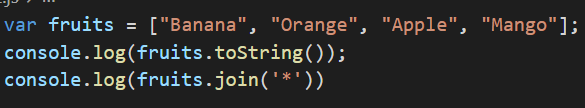 var fruits = ["Banana", "Orange", "Apple", "Mango"];
console.log(fruits.toString());
console.log(fruits.join('*'))